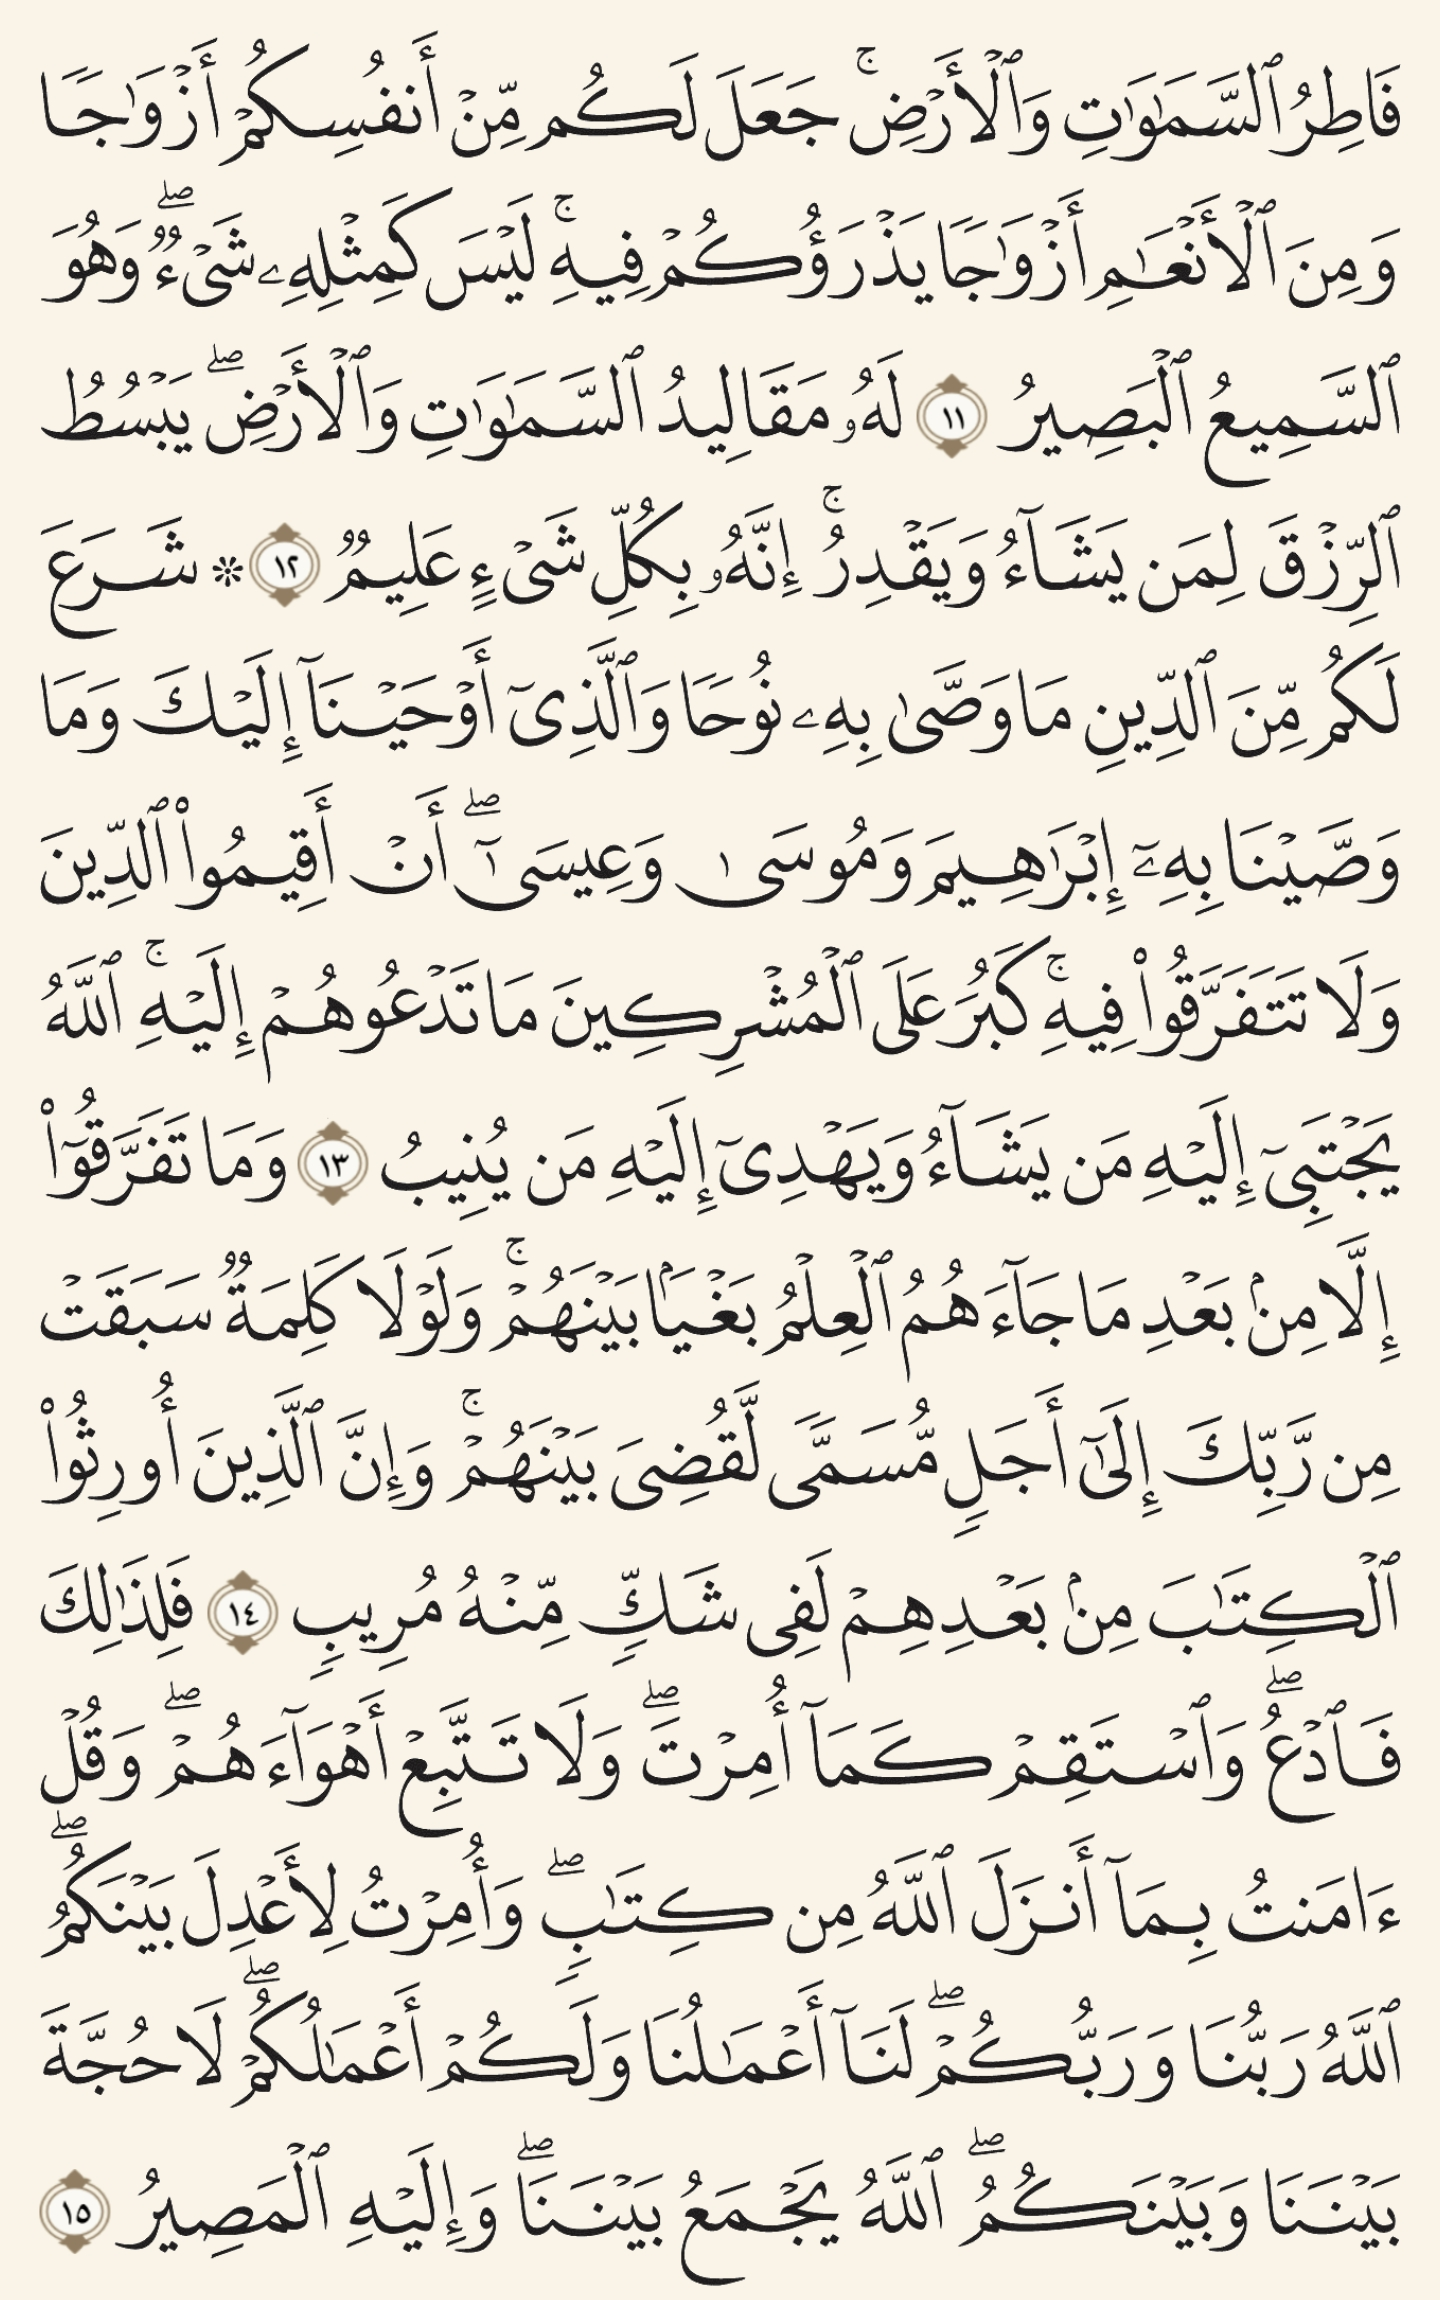 فَاطِرُ ٱلسَّمَٰوَٰتِ وَٱلۡأَرۡضِۚ جَعَلَ لَكُم مِّنۡ أَنفُسِكُمۡ أَزۡوَٰجٗا
وَمِنَ ٱلۡأَنۡعَٰمِ أَزۡوَٰجٗا يَذۡرَؤُكُمۡ فِيهِۚ لَيۡسَ كَمِثۡلِهِۦ شَيۡءٞۖ وَهُوَ
ٱلسَّمِيعُ ٱلۡبَصِيرُ ١١ لَهُۥ مَقَالِيدُ ٱلسَّمَٰوَٰتِ وَٱلۡأَرۡضِۖ يَبۡسُطُ
ٱلرِّزۡقَ لِمَن يَشَآءُ وَيَقۡدِرُۚ إِنَّهُۥ بِكُلِّ شَيۡءٍ عَلِيمٞ ١٢ ۞ شَرَعَ
لَكُم مِّنَ ٱلدِّينِ مَا وَصَّىٰ بِهِۦ نُوحٗا وَٱلَّذِيٓ أَوۡحَيۡنَآ إِلَيۡكَ وَمَا
وَصَّيۡنَا بِهِۦٓ إِبۡرَٰهِيمَ وَمُوسَىٰ وَعِيسَىٰٓۖ أَنۡ أَقِيمُواْ ٱلدِّينَ
وَلَا تَتَفَرَّقُواْ فِيهِۚ كَبُرَ عَلَى ٱلۡمُشۡرِكِينَ مَا تَدۡعُوهُمۡ إِلَيۡهِۚ ٱللَّهُ
يَجۡتَبِيٓ إِلَيۡهِ مَن يَشَآءُ وَيَهۡدِيٓ إِلَيۡهِ مَن يُنِيبُ ١٣ وَمَا تَفَرَّقُوٓاْ
إِلَّا مِنۢ بَعۡدِ مَا جَآءَهُمُ ٱلۡعِلۡمُ بَغۡيَۢا بَيۡنَهُمۡۚ وَلَوۡلَا كَلِمَةٞ سَبَقَتۡ
مِن رَّبِّكَ إِلَىٰٓ أَجَلٖ مُّسَمّٗى لَّقُضِيَ بَيۡنَهُمۡۚ وَإِنَّ ٱلَّذِينَ أُورِثُواْ
ٱلۡكِتَٰبَ مِنۢ بَعۡدِهِمۡ لَفِي شَكّٖ مِّنۡهُ مُرِيبٖ ١٤ فَلِذَٰلِكَ
فَٱدۡعُۖ وَٱسۡتَقِمۡ كَمَآ أُمِرۡتَۖ وَلَا تَتَّبِعۡ أَهۡوَآءَهُمۡۖ وَقُلۡ
ءَامَنتُ بِمَآ أَنزَلَ ٱللَّهُ مِن كِتَٰبٖۖ وَأُمِرۡتُ لِأَعۡدِلَ بَيۡنَكُمُۖ
ٱللَّهُ رَبُّنَا وَرَبُّكُمۡۖ لَنَآ أَعۡمَٰلُنَا وَلَكُمۡ أَعۡمَٰلُكُمۡۖ لَا حُجَّةَ
بَيۡنَنَا وَبَيۡنَكُمُۖ ٱللَّهُ يَجۡمَعُ بَيۡنَنَاۖ وَإِلَيۡهِ ٱلۡمَصِيرُ ١٥